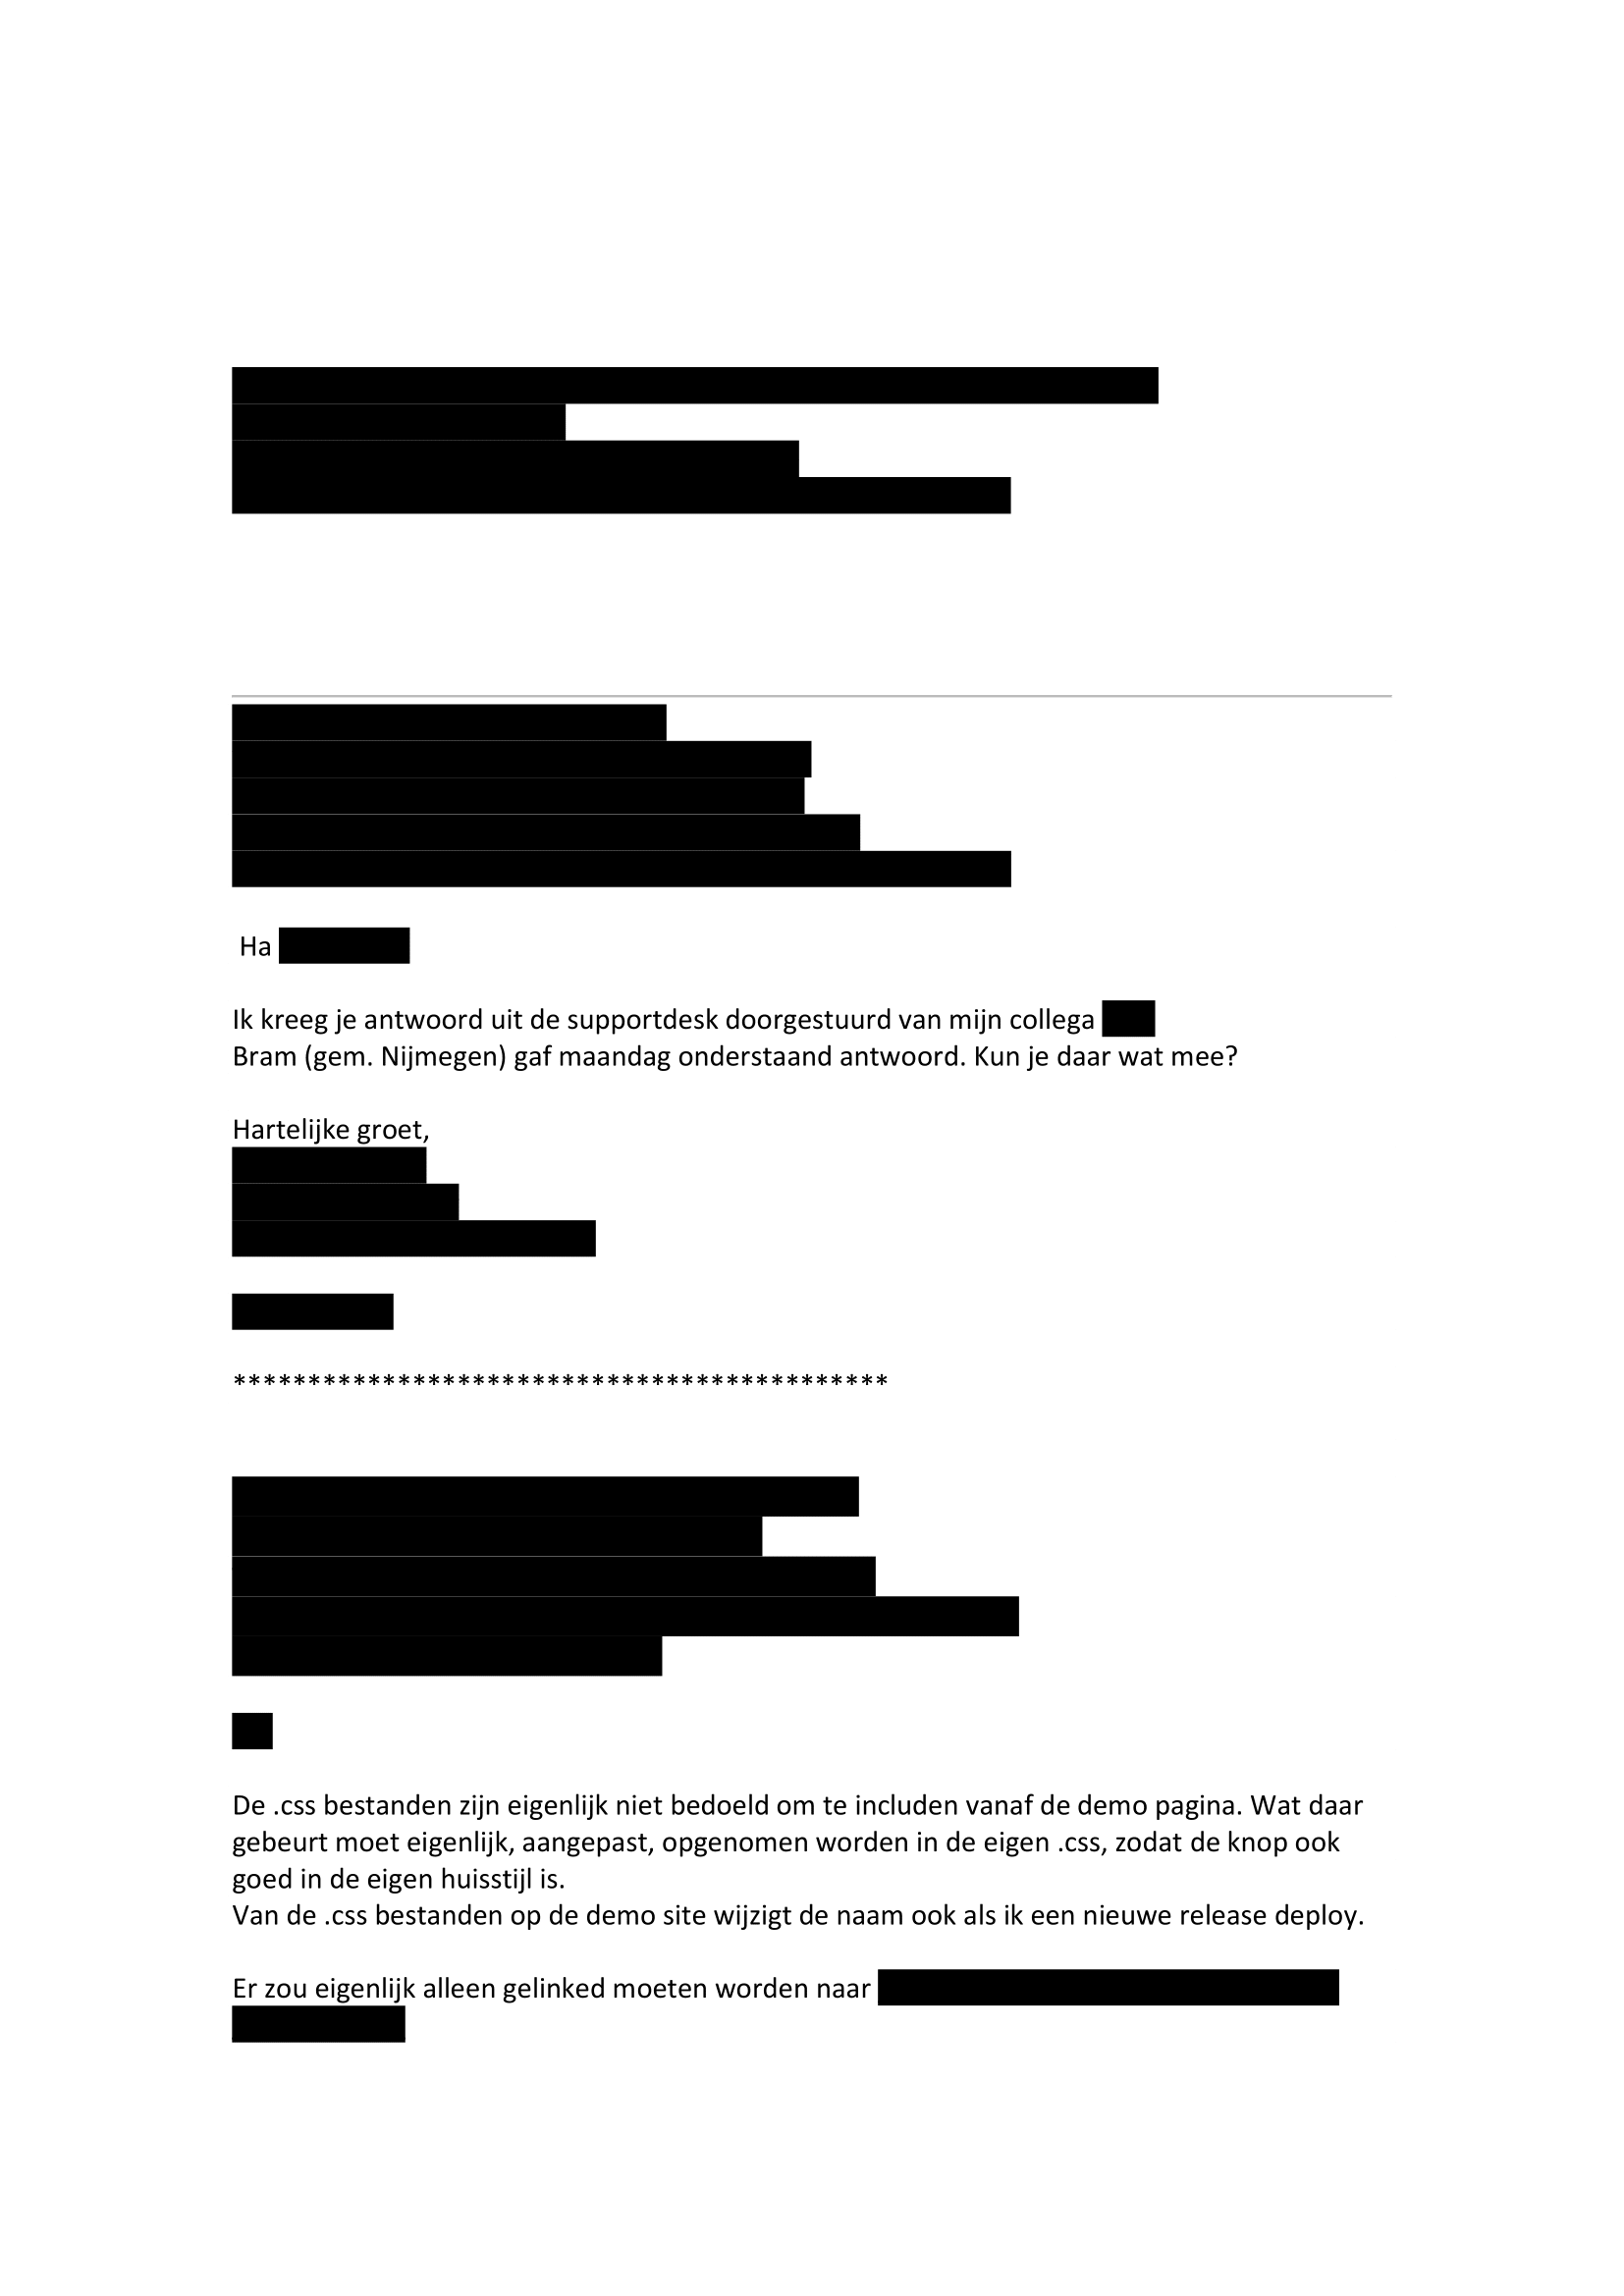 Ha
Ik kreeg je antwoord uit de supportdesk doorgestuurd van mijn collega
Bram (gem. Nijmegen) gaf maandag onderstaand antwoord. Kun je daar wat mee?
Hartelijke groet,
********************************************
De .css bestanden zijn eigenlijk niet bedoeld om te includen vanaf de demo pagina. Wat daar
gebeurt moet eigenlijk, aangepast, opgenomen worden in de eigen .css, zodat de knop ook
goed in de eigen huisstijl is.
Van de .css bestanden op de demo site wijzigt de naam ook als ik een nieuwe release deploy.
Er zou eigenlijk alleen gelinked moeten worden naar